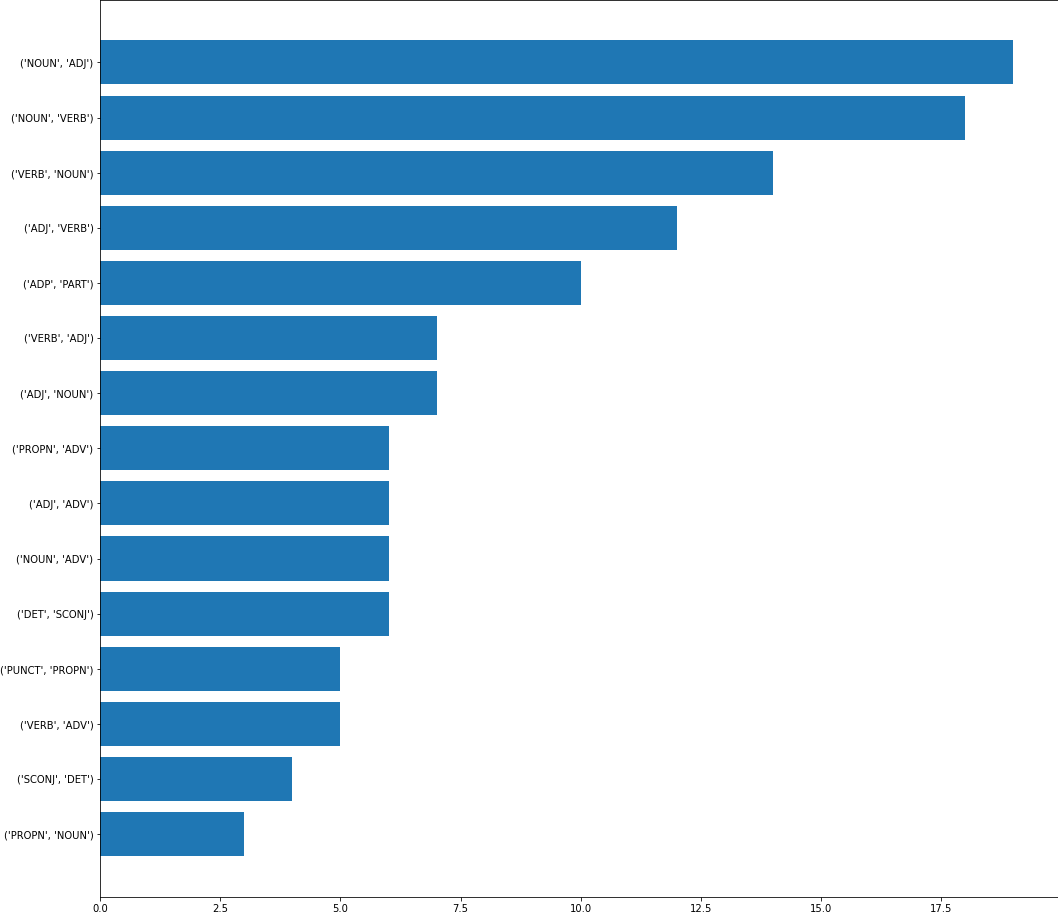 ('NOUN', 'ADJ')
('NOUN', 'VERB')
('VERB', 'NOUN')
('ADJ', 'VERB')
('ADP', 'PART')
('VERB', 'ADJ')
('ADJ', 'NOUN')
('PROPN', 'ADV')
('ADJ', 'ADV')
('NOUN', 'ADV')
('DET', 'SCONJ')
('PUNCT', 'PROPN')
('VERB', 'ADV')
('SCONJ', 'DET')
('PROPN', 'NOUN')
0.0 2.5 5.0 7.5 10.0 12.5 15.0 17.5